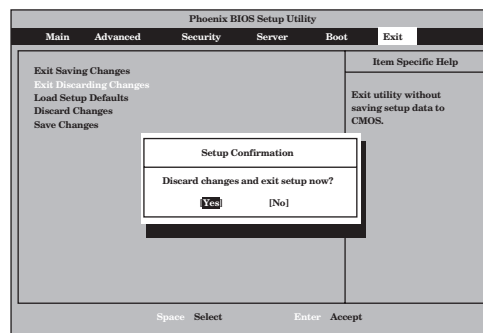 Phoenix BIOS Setup Utility
Main Advanced Security Server Boot Exit
Exit Saving Changes
Exit Discarding Changes
Load Setup Defaults
Discard Changes
Save Changes
Item Specific Help
Exit utility without
saving setup data to
CMOS.
Setup Confirmation
Discard changes and exit setup now?
[Yes] [No]
Space Select Enter Accept